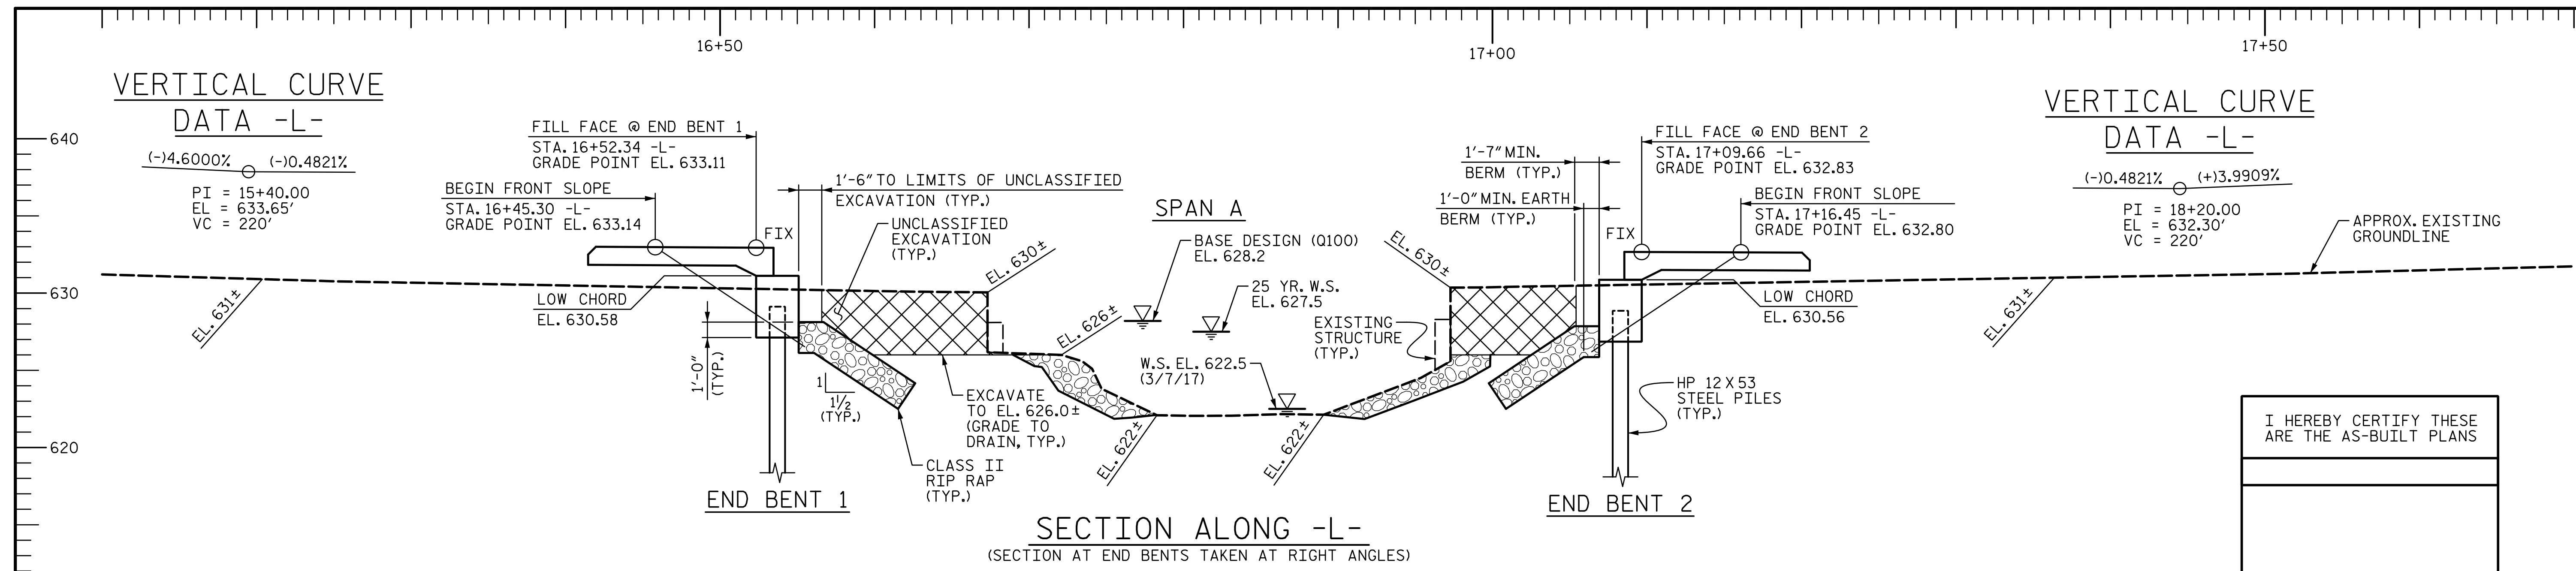 16+50
17+00
17+50
640
630
620
VERTICAL CURVE
DATA -L-
(-)4.6000% (-)0.4821%
PI = 15+40.00
EL = 633.65'
VC = 220'
FILL FACE @ END BENT 1
STA. 16+52.34 -L-
GRADE POINT EL. 633.11
BEGIN FRONT SLOPE
STA. 16+45.30 -L-
GRADE POINT EL. 633.14
1'-6" TO LIMITS OF UNCLASSIFIED
EXCAVATION (TYP.)
FIX
UNCLASSIFIED
EXCAVATION
(TYP.)
EL. 630±
SPAN A
BASE DESIGN (Q100)
EL. 628.2
25 YR. W.S.
EL. 627.5
EL. 631±
LOW CHORD
EL. 630.58
1'-0"
(TYP.)
1
1 1/2
(TYP.)
EL. 626±
EXCAVATE
TO EL. 626.0±
(GRADE TO
DRAIN, TYP.)
CLASS II
RIP RAP
(TYP.)
EL. 622±
W.S. EL. 622.5
(3/7/17)
EL. 622±
EXISTING
STRUCTURE
(TYP.)
EL. 630±
1'-7" MIN.
BERM (TYP.)
1'-0" MIN. EARTH
BERM (TYP.)
FILL FACE @ END BENT 2
STA. 17+09.66 -L-
GRADE POINT EL. 632.83
BEGIN FRONT SLOPE
STA. 17+16.45 -L-
GRADE POINT EL. 632.80
FIX
LOW CHORD
EL. 630.56
HP 12 X 53
STEEL PILES
(TYP.)
EL. 631±
VERTICAL CURVE
DATA -L-
(-)0.4821% (+)3.9909%
PI = 18+20.00
EL = 632.30'
VC = 220'
APPROX. EXISTING
GROUNDLINE
END BENT 1
END BENT 2
SECTION ALONG -L-
(SECTION AT END BENTS TAKEN AT RIGHT ANGLES)
I HEREBY CERTIFY THESE
ARE THE AS-BUILT PLANS